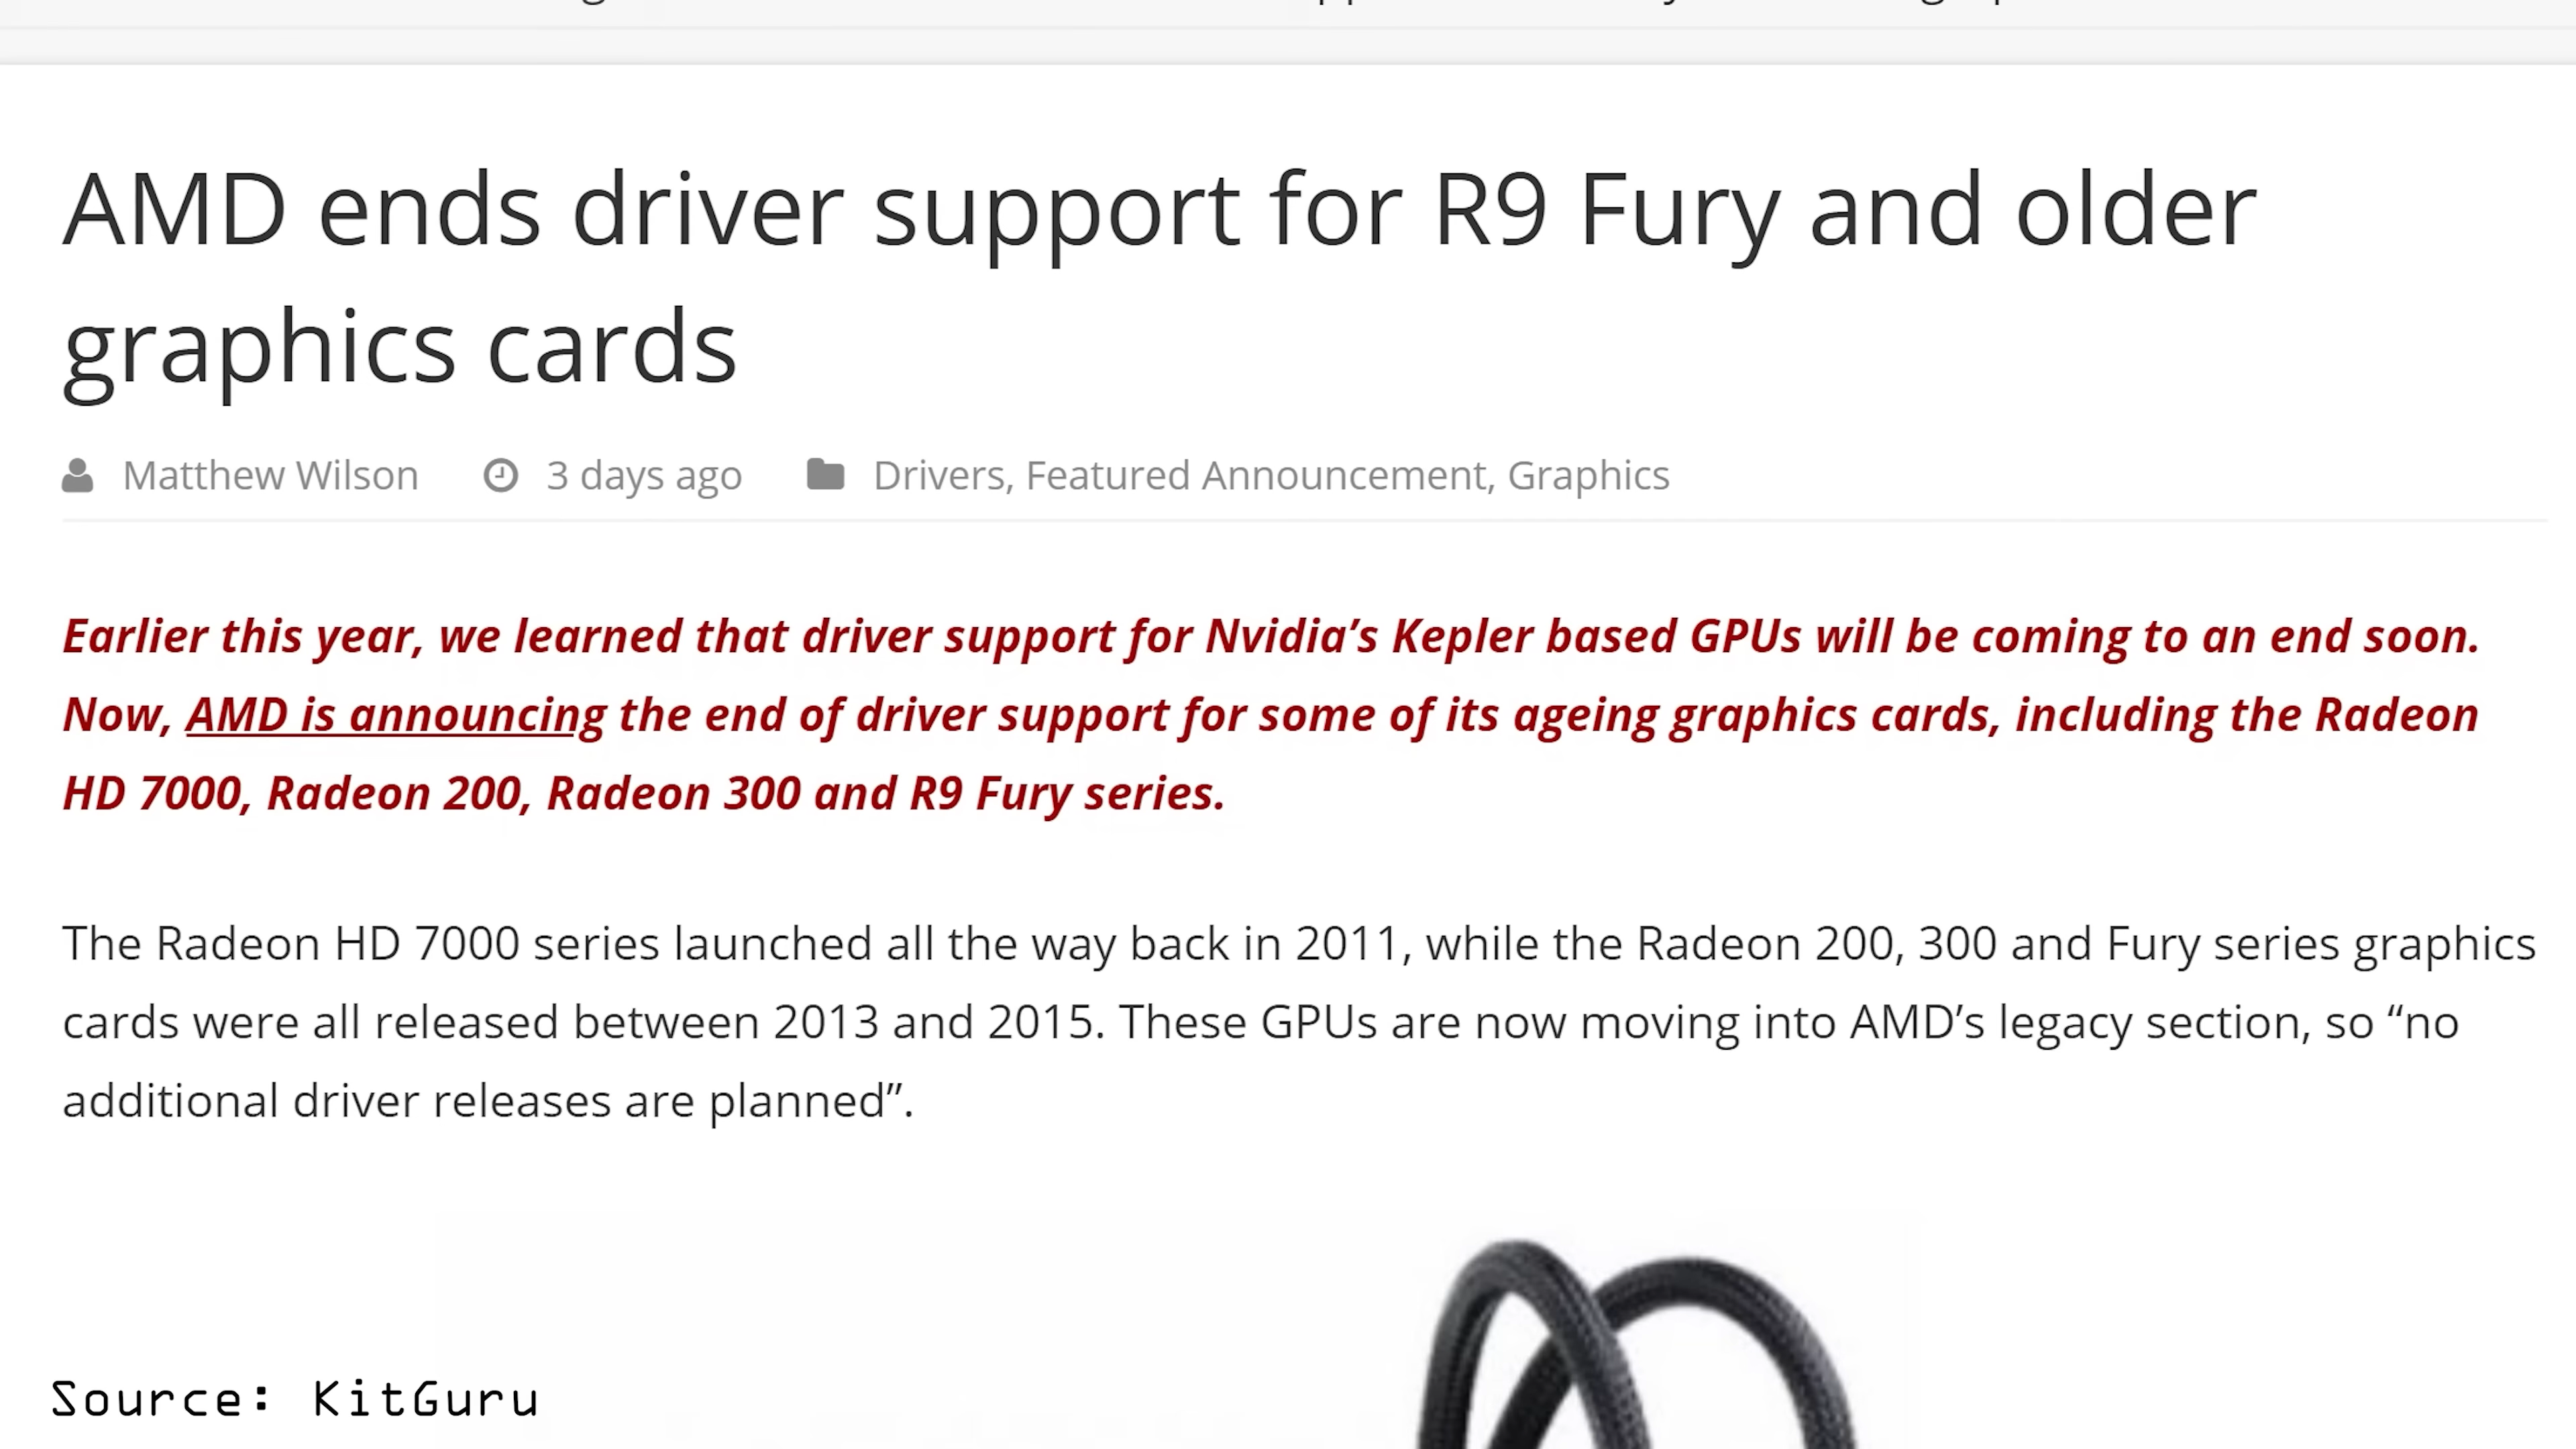 AMD ends driver support for R9 Fury and older
graphics cards
Matthew Wilson 3 days ago Drivers, Featured Announcement, Graphics
Earlier this year, we learned that driver support for Nvidia’s Kepler based GPUs will be coming to an end soon.
Now, AMD is announcing the end of driver support for some of its ageing graphics cards, including the Radeon
HD 7000, Radeon 200, Radeon 300 and R9 Fury series.
The Radeon HD 7000 series launched all the way back in 2011, while the Radeon 200, 300 and Fury series graphics
cards were all released between 2013 and 2015. These GPUs are now moving into AMD’s legacy section, so “no
additional driver releases are planned”.
Source: KitGuru